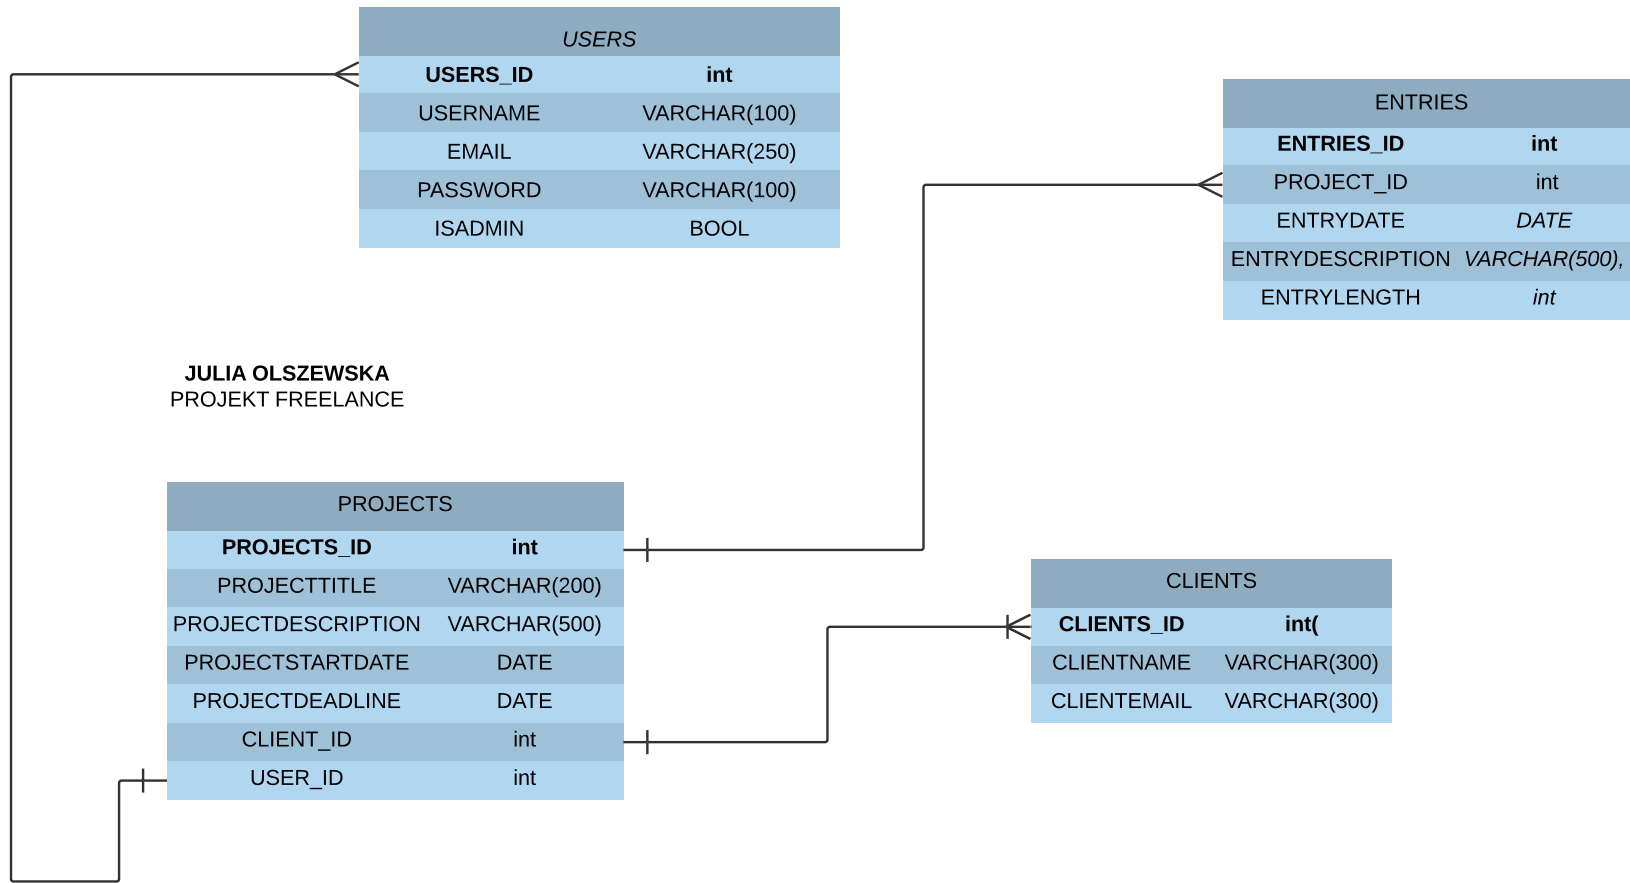 USERS
USERS_ID int
USERNAME VARCHAR(100)
EMAIL VARCHAR(250)
PASSWORD VARCHAR(100)
ISADMIN BOOL
ENTRIES
ENTRIES_ID int
PROJECT_ID int
ENTRYDATE DATE
ENTRYDESCRIPTION VARCHAR(500),
ENTRYLENGTH int
JULIA OLSZEWSKA
PROJEKT FREELANCE
PROJECTS
PROJECTS_ID int
PROJECTTITLE VARCHAR(200)
PROJECTDESCRIPTION VARCHAR(500)
PROJECTSTARTDATE DATE
PROJECTDEADLINE DATE
CLIENT_ID int
USER_ID int
CLIENTS
CLIENTS_ID int(
CLIENTNAME VARCHAR(300)
CLIENTEMAIL VARCHAR(300)